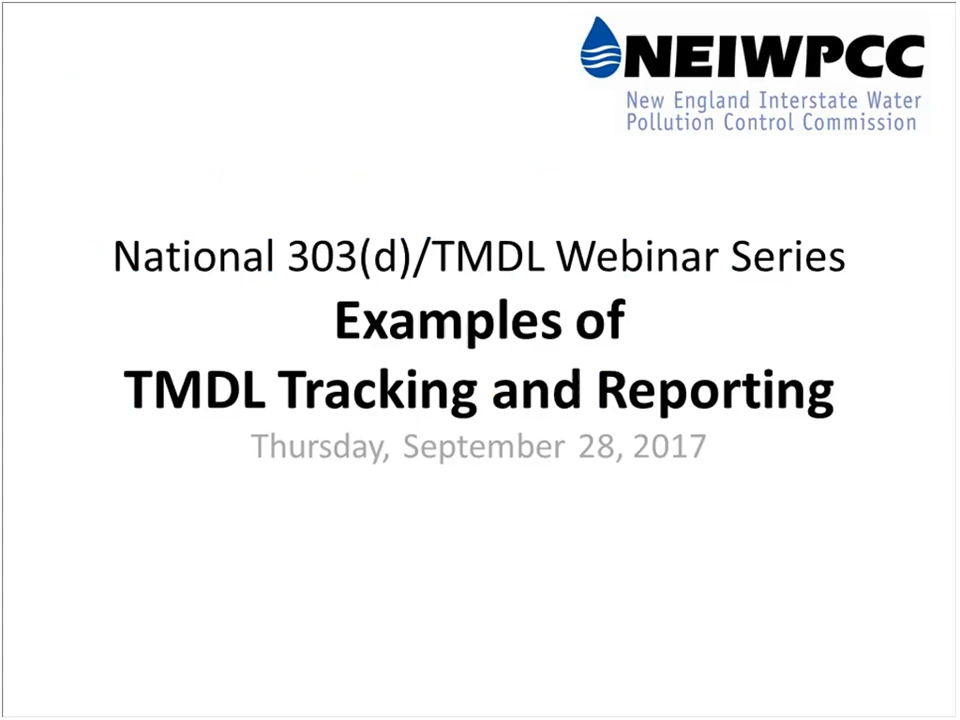 NEIWPCC
New England Interstate Water
Pollution Control Commission
National 303(d)/TMDL Webinar Series
Examples of
TMDL Tracking and Reporting
Thursday, September 28, 2017